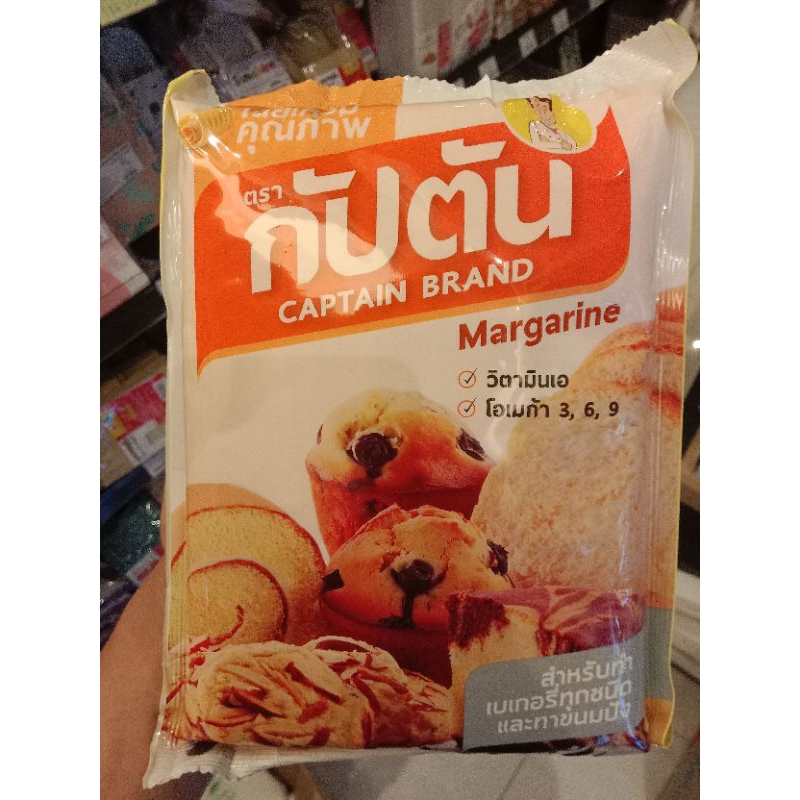 คุณภาพ
ตรา
กัปตัน
CAPTAIN BRAND
Margarine
วิตามินเอ
โอเมก้า 3, 6, 9
สำหรับทำ
เบเกอรี่ทุกชนิด
และทาขนมปัง